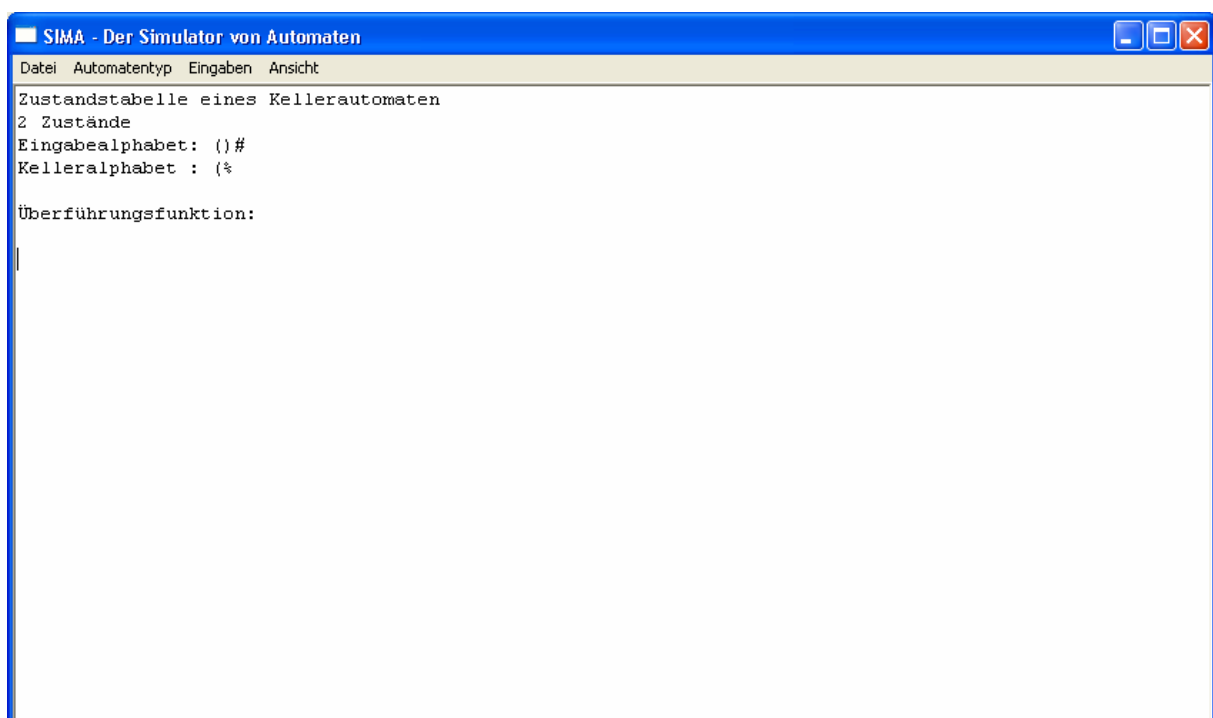 SIMA - Der Simulator von Automaten
Datei Automatentyp Eingaben Ansicht
Zustandstabelle eines Kellerautomaten
2 Zustände
Eingabealphabet: ()#
Kelleralphabet : (%
Überführungsfunktion: